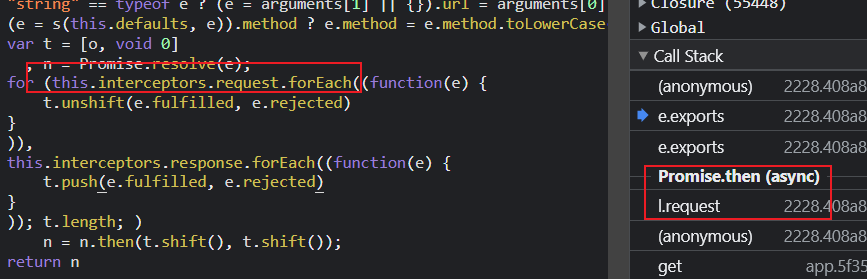 "string" == typeof e ? (e = arguments[1] || {}).url = arguments[0]
(e = s(this.defaults, e)).method ? e.method = e.method.toLowerCase
var t = [o, void 0]
, n = Promise.resolve(e);
for (this.interceptors.request.forEach((function(e) {
t.unshift(e.fulfilled, e.rejected)
}
)),
this.interceptors.response.forEach((function(e) {
t.push(e.fulfilled, e.rejected)
}
)); t.length; )
n = n.then(t.shift(), t.shift());
return n
Closure (55448)
Global
Call Stack
(anonymous) 2228.408a8
e.exports 2228.408a8
e.exports 2228.408a8
Promise.then (async)
l.request 2228.408a8
(anonymous) 2228.408a8
get app.5f35